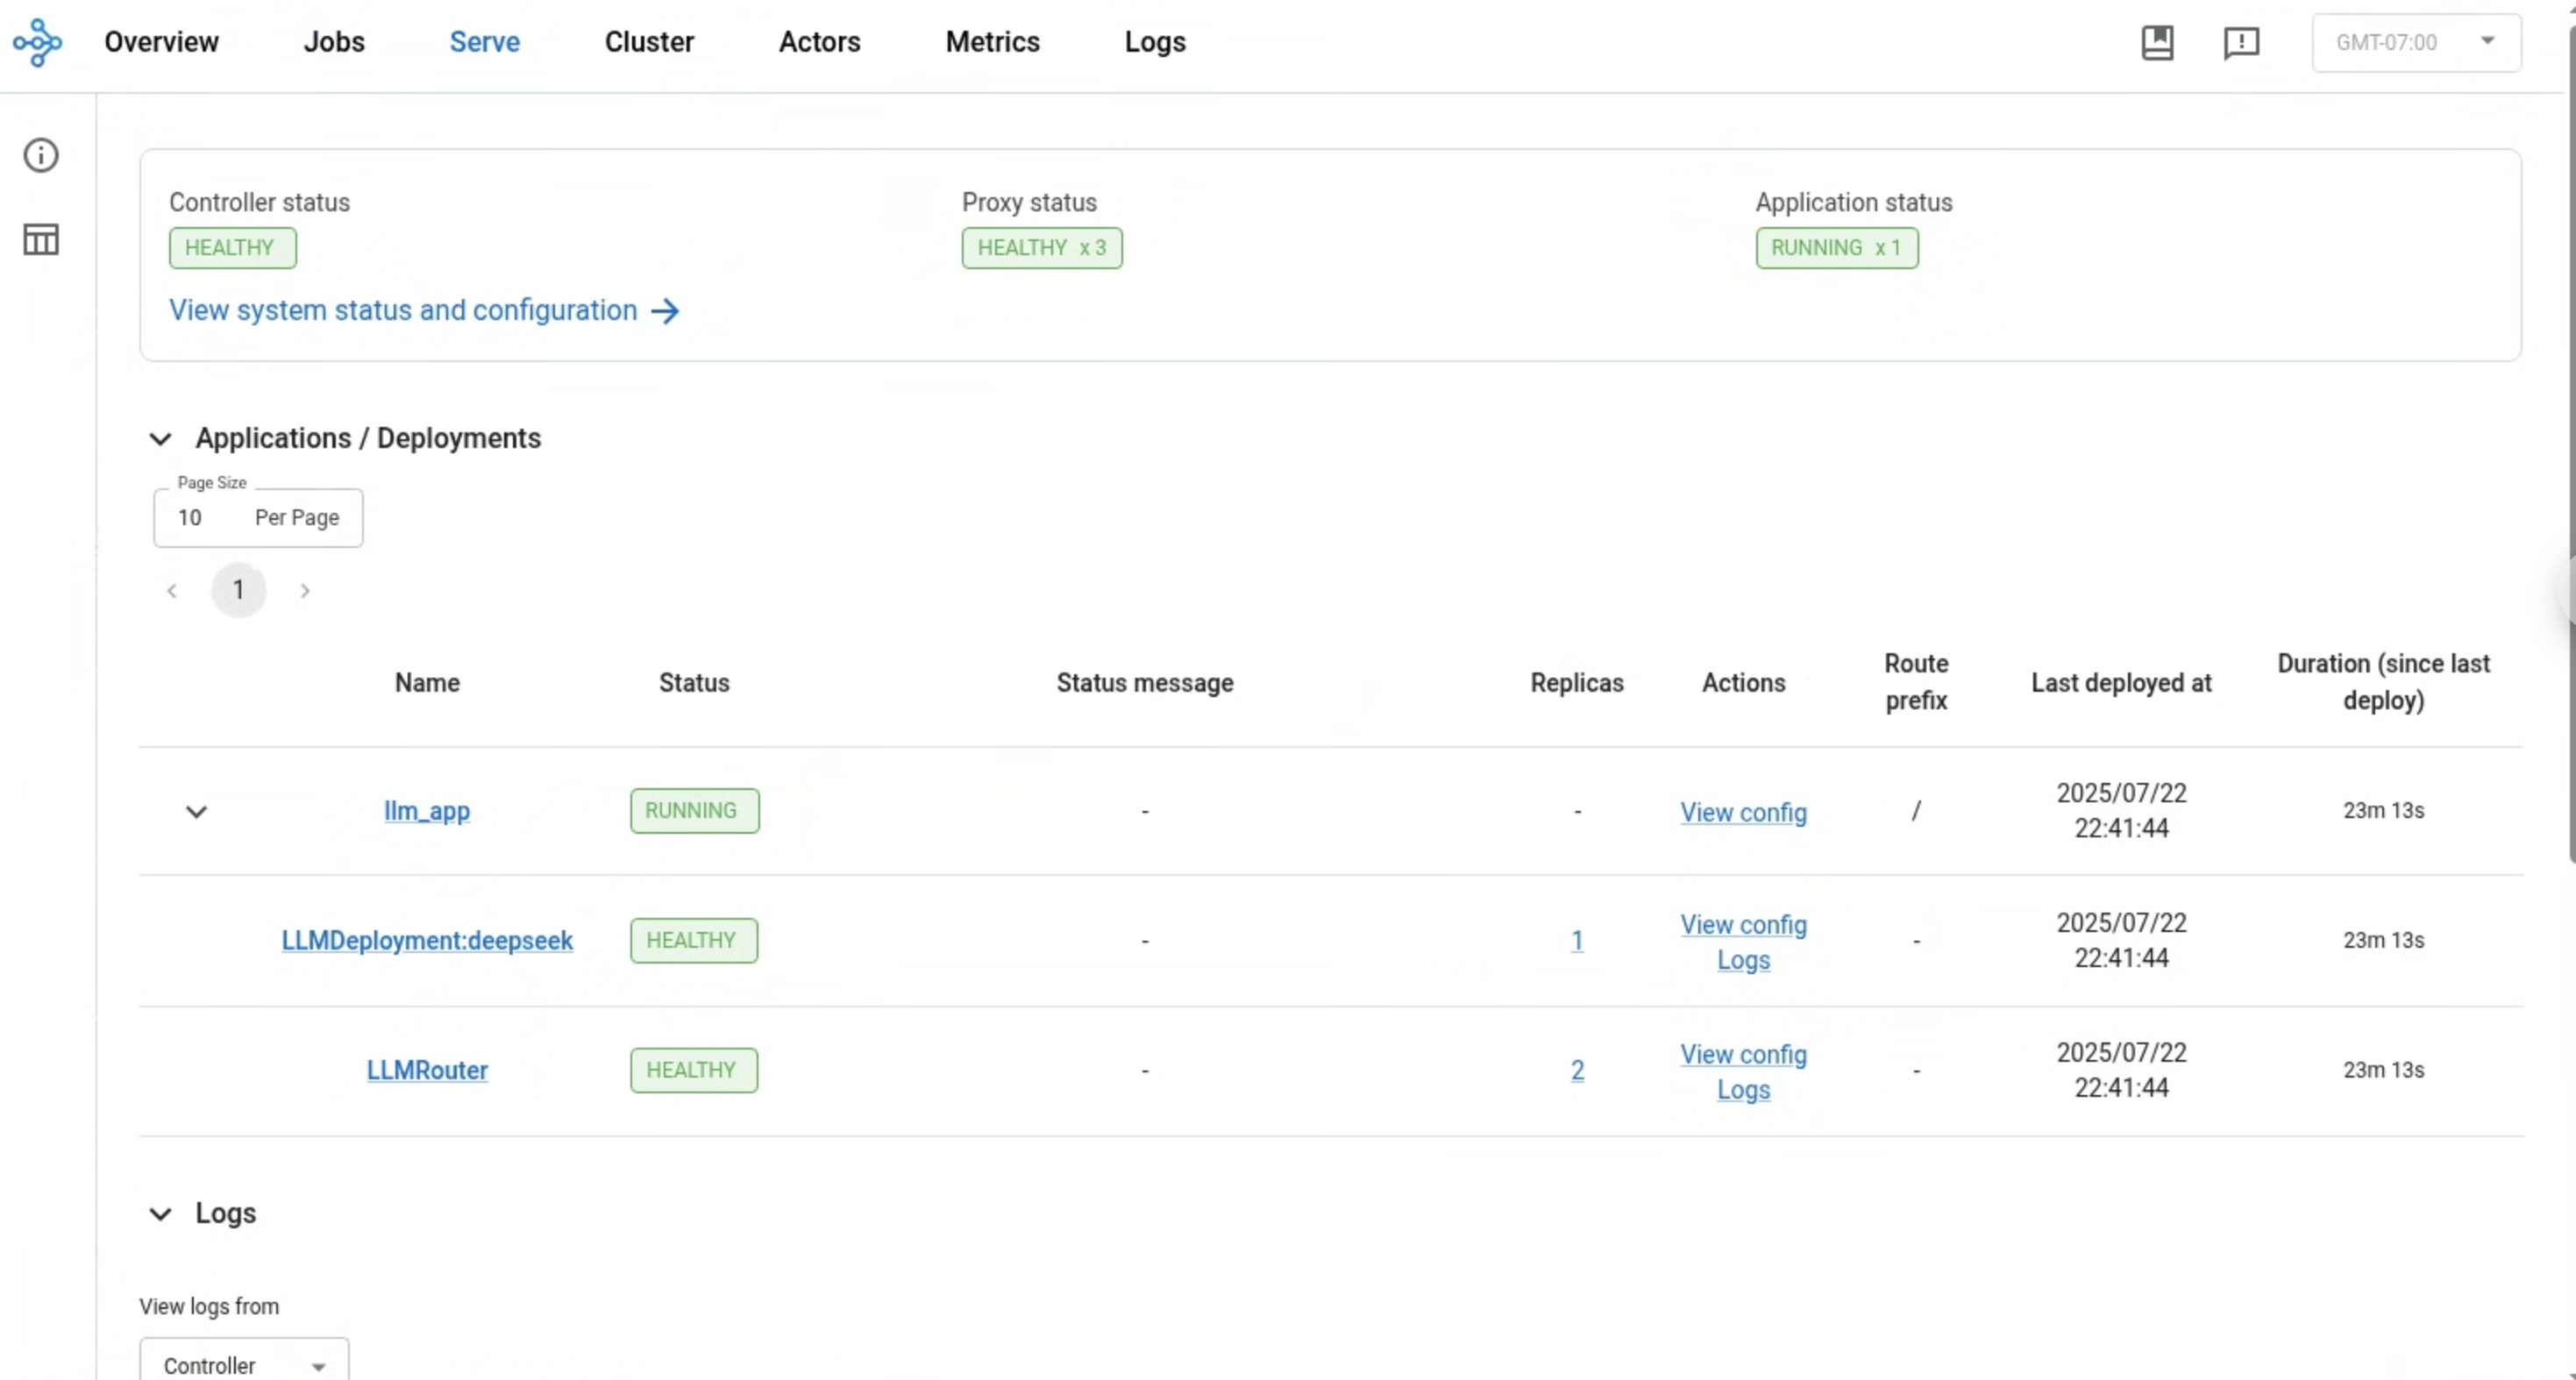 Overview Jobs Serve Cluster Actors Metrics Logs GMT-07:00
Controller status Proxy status Application status
HEALTHY HEALTHY x 3 RUNNING x 1
View system status and configuration
Applications / Deployments
Page Size
10 Per Page
1
Name Status Status message Replicas Actions Route prefix Last deployed at Duration (since last deploy)
llm_app RUNNING - - View config / 2025/07/22 22:41:44 23m 13s
LLMDeployment:deepseek HEALTHY - 1 View config Logs - 2025/07/22 22:41:44 23m 13s
LLMRouter HEALTHY - 2 View config Logs - 2025/07/22 22:41:44 23m 13s
Logs
View logs from
Controller